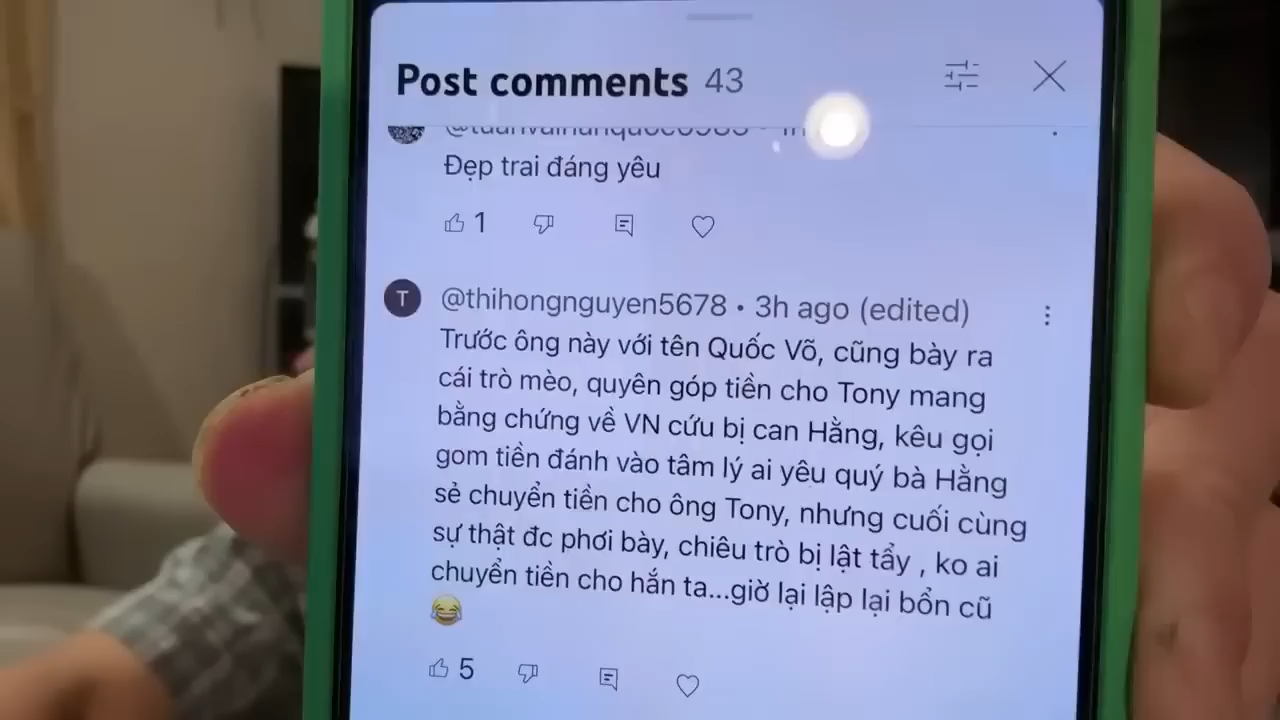 Post comments 43
Đẹp trai đáng yêu
1
T
@thihongnguyen5678 • 3h ago (edited)
Trước ông này với tên Quốc Võ, cũng bày ra
cái trò mèo, quyên góp tiền cho Tony mang
bằng chứng về VN cứu bị can Hằng, kêu gọi
gom tiền đánh vào tâm lý ai yêu quý bà Hằng
sẻ chuyển tiền cho ông Tony, nhưng cuối cùng
sự thật đc phơi bày, chiêu trò bị lật tẩy , ko ai
chuyển tiền cho hắn ta...giờ lại lập lại bổn cũ
😂
5